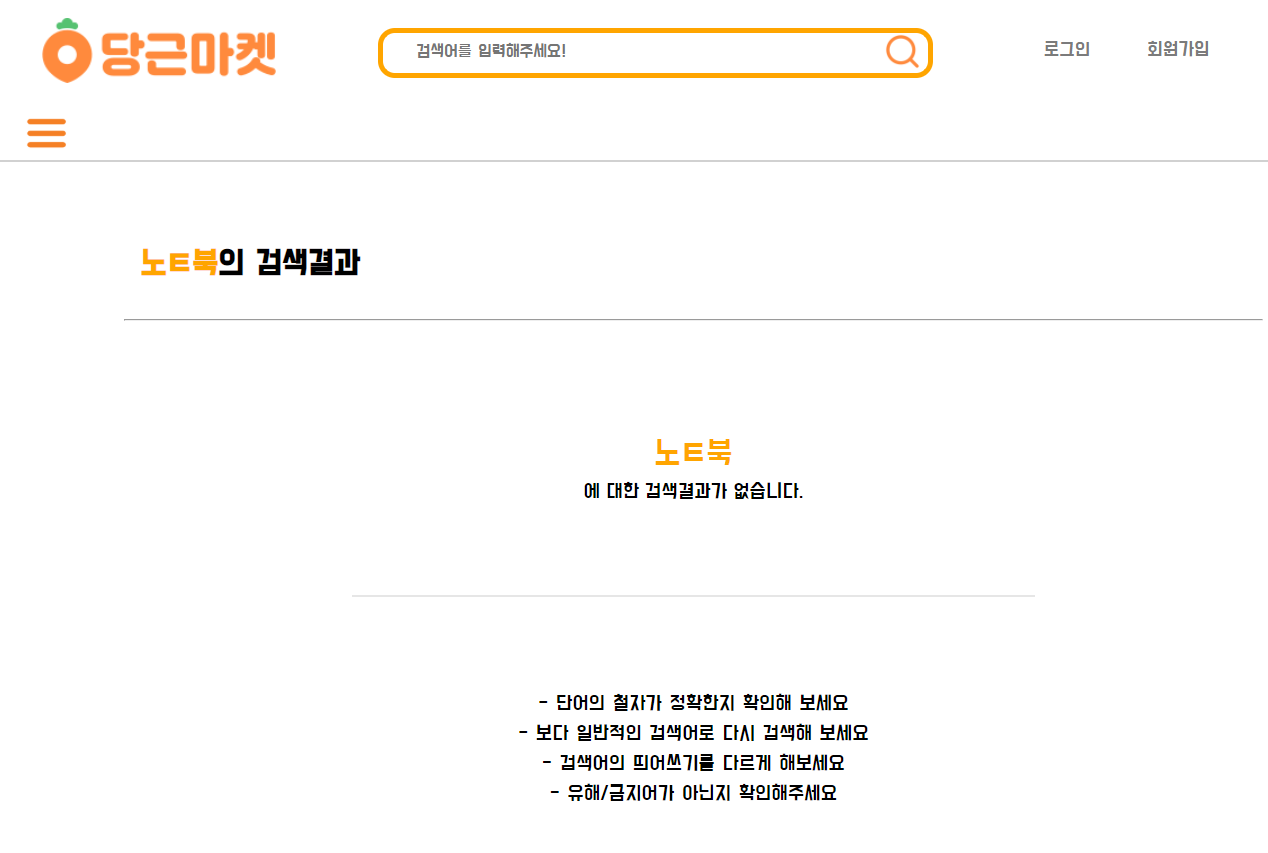 당근마켓
검색어를 입력해주세요!
로그인
회원가입
노트북의 검색결과
노트북
에 대한 검색결과가 없습니다.
- 단어의 철자가 정확한지 확인해 보세요
- 보다 일반적인 검색어로 다시 검색해 보세요
- 검색어의 띄어쓰기를 다르게 해보세요
- 유해/금지어가 아닌지 확인해주세요